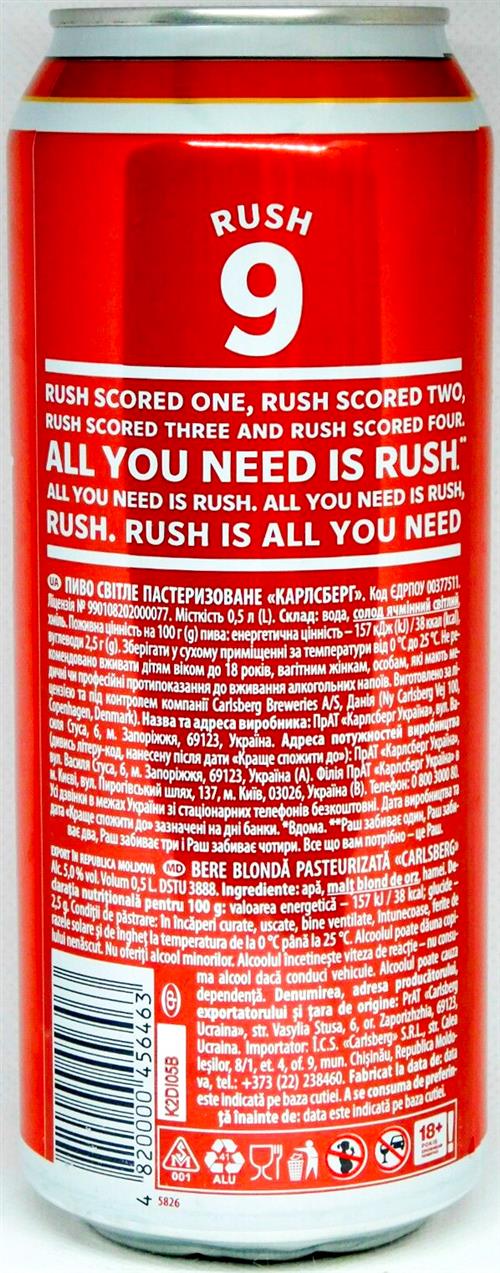 RUSH
9
RUSH SCORED ONE, RUSH SCORED TWO,
RUSH SCORED THREE AND RUSH SCORED FOUR.
ALL YOU NEED IS RUSH.**
ALL YOU NEED IS RUSH. ALL YOU NEED IS RUSH,
RUSH. RUSH IS ALL YOU NEED
UA ПИВО СВІТЛЕ ПАСТЕРИЗОВАНЕ «КАРЛСБЕРГ». Код ЄДРПОУ 00377511.
Ліцензія № 990108202000077. Місткість 0,5 л (L). Склад: вода, солод ячмінний світлий,
хміль. Поживна цінність на 100 г (g) пива: енергетична цінність – 157 кДж (kJ) / 38 ккал (kcal),
вуглеводи 2,5 г (g). Зберігати у сухому приміщенні за температури від 0 °С до 25 °С. Не ре-
комендовано вживати дітям віком до 18 років, вагітним жінкам, особам, які мають ме-
дичні чи професійні протипоказання до вживання алкогольних напоїв. Виготовлено за лі-
цензією та під контролем компанії Carlsberg Breweries A/S, Данія (Ny Carlsberg Vej 100,
Copenhagen, Denmark). Назва та адреса виробника: ПрАТ «Карлсберг Україна», вул. Ва-
силя Стуса, 6, м. Запоріжжя, 69123, Україна. Адреса потужностей виробництва
(дивись літеру-код, нанесену після дати «Краще спожити до»): ПрАТ «Карлсберг Україна»,
вул. Василя Стуса, 6, м. Запоріжжя, 69123, Україна (А). Філія ПрАТ «Карлсберг Україна» в
м. Києві, вул. Пирогівський шлях, 137, м. Київ, 03026, Україна (В). Телефон: 0 800 3000 80.
Усі дзвінки в межах України зі стаціонарних телефонів безкоштовні. Дата виробництва та
дата «Краще спожити до» зазначені на дні банки. *Вдома. **Раш забиває один, Раш заби-
ває два, Раш забиває три і Раш забиває чотири. Все що вам потрібно – це Раш.
EXPORT ÎN REPUBLICA MOLDOVA MD BERE BLONDĂ PASTEURIZATĂ «CARLSBERG»
Alc. 5,0 % vol. Volum 0,5 L. DSTU 3888. Ingrediente: apă, malt blond de orz, hamei. De-
clarația nutrițională pentru 100 g: valoarea energetică – 157 kJ / 38 kcal; glucide –
2,5 g. Condiții de păstrare: în încăperi curate, uscate, bine ventilate, întunecoase, ferite de
razele solare și de îngheț la temperatura de la 0 °C până la 25 °C. Alcoolul poate dăuna copi-
lului nenăscut. Nu oferiți alcool minorilor. Alcoolul încetinește viteza de reacție – nu consu-
ma alcool dacă conduci vehicule. Alcoolul poate cauza
dependență. Denumirea, adresa producătorului,
exportatorului și țara de origine: PrAT «Carlsberg
Ucraina», str. Vasylia Stusa, 6, or. Zaporizhzhia, 69123,
Ucraina. Importator: Î.C.S. «Carlsberg» S.R.L., str. Calea
Ieșilor, 8/1, et. 4, of. 9, mun. Chișinău, Republica Moldo-
va, tel.: +373 (22) 238460. Fabricat la data de: data
este indicată pe baza cutiei. A se consuma de preferin-
ță înainte de: data este indicată pe baza cutiei.
4 820000 456463
K2D105B
5826
001
41
ALU
18+
РОКІВ